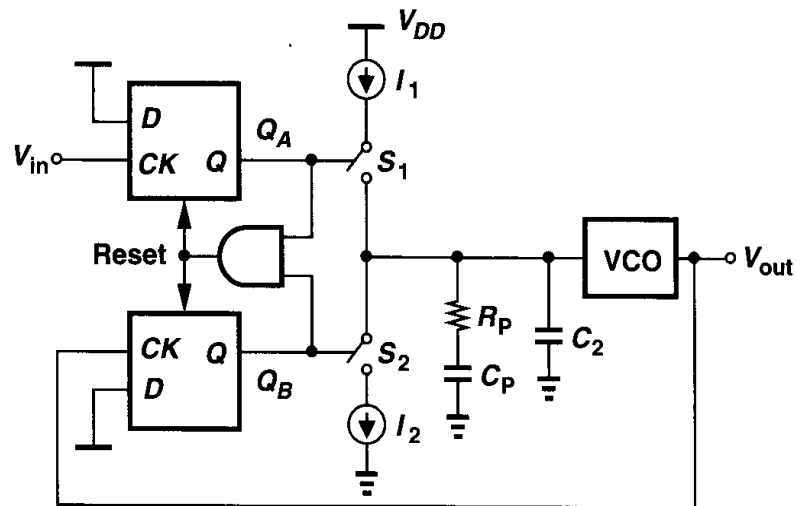 V_DD
I_1
D
Q_A
V_in
CK
Q
S_1
Reset
VCO
V_out
R_P
C_2
CK
Q
S_2
C_P
Q_B
D
I_2